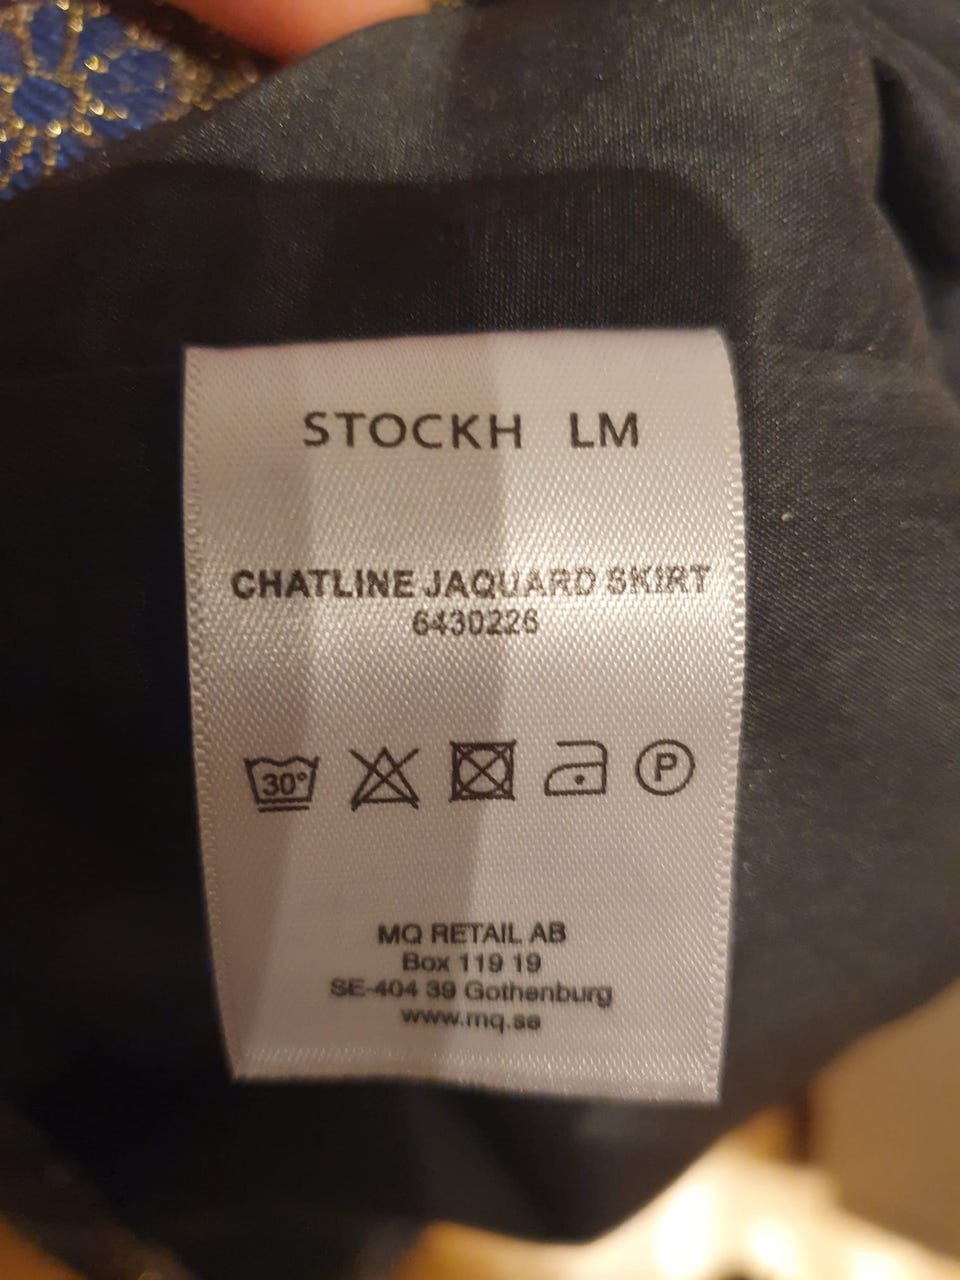 STOCKH LM
CHATLINE JAQUARD SKIRT
6430226
30°
P
MQ RETAIL AB
Box 119 19
SE-404 39 Gothenburg
www.mq.se